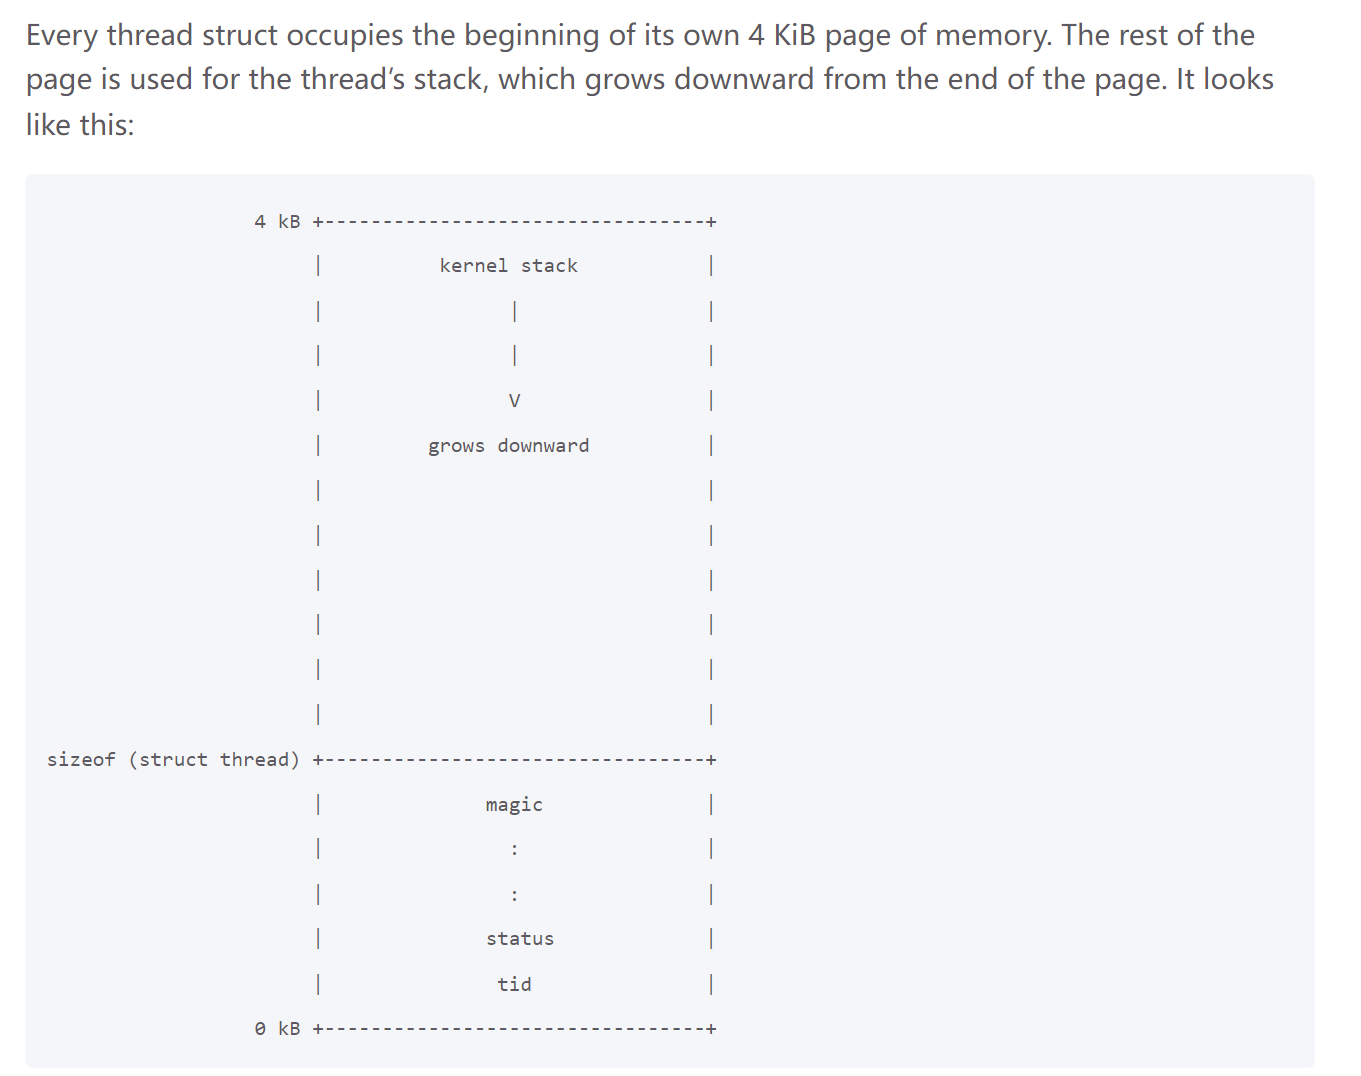 Every thread struct occupies the beginning of its own 4 KiB page of memory. The rest of the
page is used for the thread’s stack, which grows downward from the end of the page. It looks
like this:
4 kB +---------------------------------+
|          kernel stack           |
|                |                |
|                |                |
|                V                |
|         grows downward          |
|                                 |
|                                 |
|                                 |
|                                 |
|                                 |
|                                 |
sizeof (struct thread) +---------------------------------+
|              magic              |
|                :                |
|                :                |
|              status             |
|               tid               |
0 kB +---------------------------------+